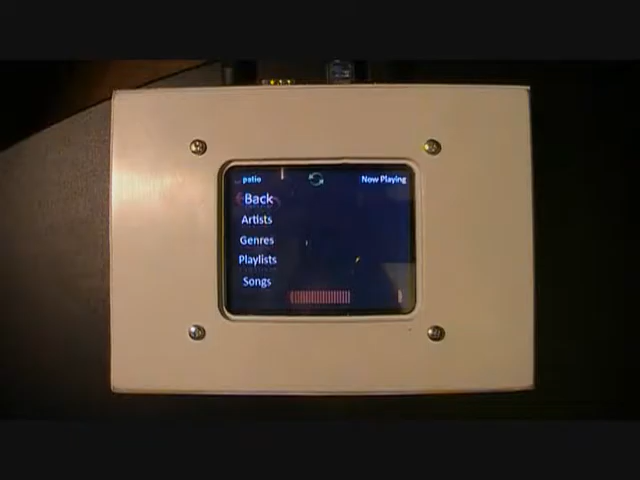 patio
Now Playing
Back
Artists
Genres
Playlists
Songs